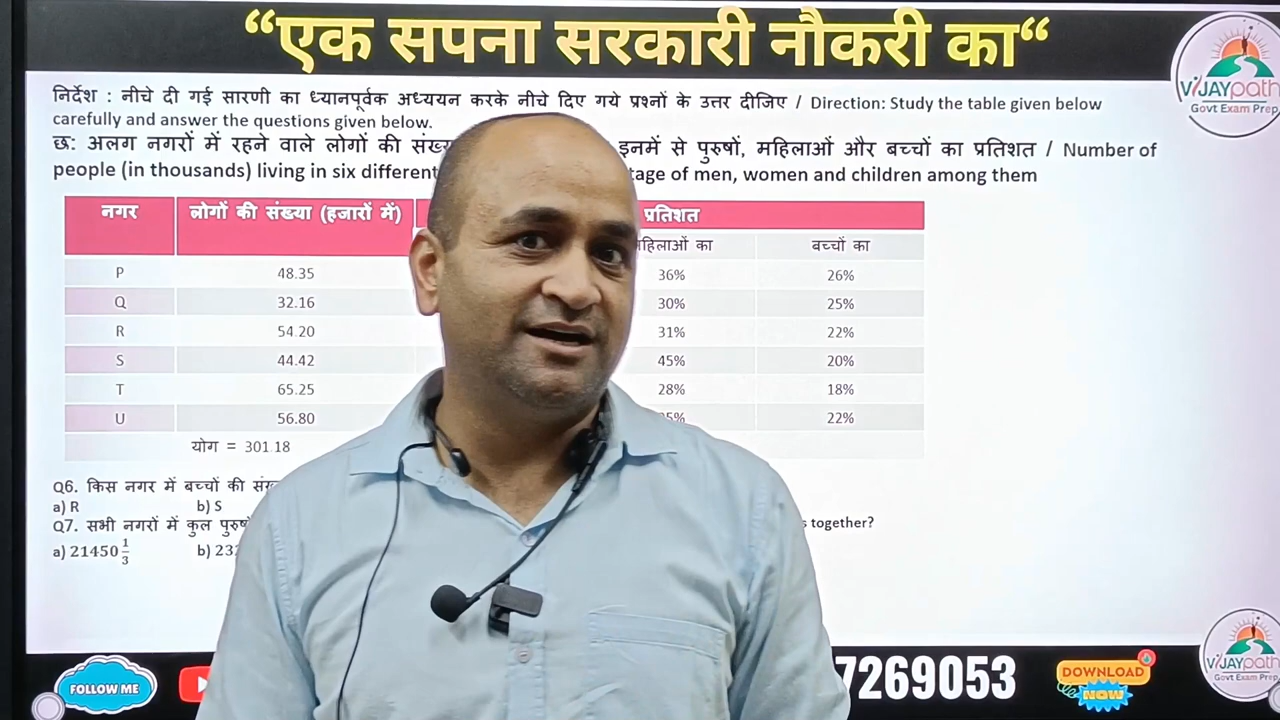 “एक सपना सरकारी नौकरी का“
VIJAYpath
Govt Exam Prep
निर्देश : नीचे दी गई सारणी का ध्यानपूर्वक अध्ययन करके नीचे दिए गये प्रश्नों के उत्तर दीजिए / Direction: Study the table given below
carefully and answer the questions given below.
छ: अलग नगरों में रहने वाले लोगों की इनमें से पुरुषों, महिलाओं और बच्चों का प्रतिशत / Number of
people (in thousands) living in six different of men, women and children among them
नगर लोगों की संख्या (हजारों में) प्रतिशत
बच्चों का
P 48.35 36% 26%
Q 32.16 30% 25%
R 54.20 31% 22%
S 44.42 45% 20%
T 65.25 28% 18%
U 56.80 22%
योग = 301.18
Q6. किस नगर में बच्चों की
a) R b) S
Q7. सभी नगरों में कुल together?
a) 21450 1/3 b)
FOLLOW ME
7269053
DOWNLOAD
NOW
VIJAYpath
Govt Exam Prep